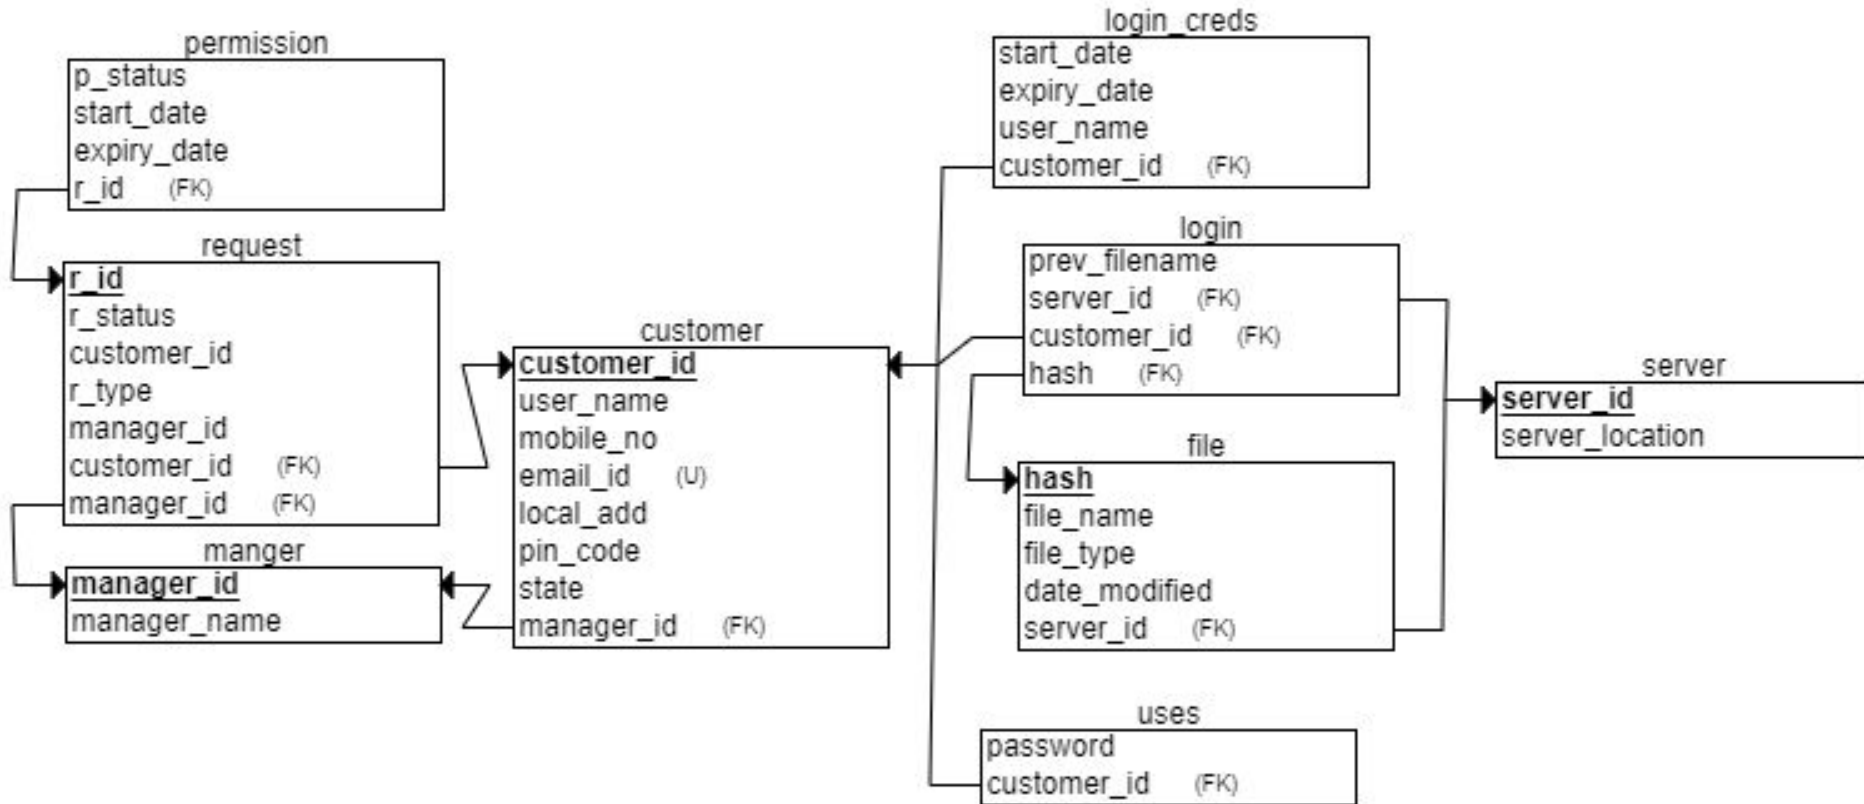 permission
p_status
start_date
expiry_date
r_id (FK)
request
r_id
r_status
customer_id
r_type
manager_id
customer_id (FK)
manager_id (FK)
manger
manager_id
manager_name
customer
customer_id
user_name
mobile_no
email_id (U)
local_add
pin_code
state
manager_id (FK)
login_creds
start_date
expiry_date
user_name
customer_id (FK)
login
prev_filename
server_id (FK)
customer_id (FK)
hash (FK)
file
hash
file_name
file_type
date_modified
server_id (FK)
uses
password
customer_id (FK)
server
server_id
server_location